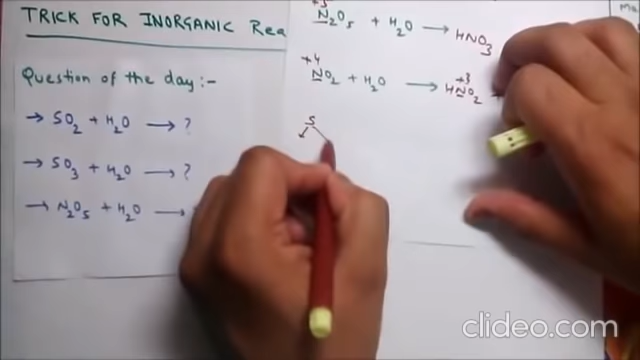 TRICK FOR INORGANIC Rea
Question of the day:-
→ SO2 + H2O → ?
→ SO3 + H2O → ?
→ N2O5 + H2O →
+5
N2O5 + H2O → HNO3
+4 +3
NO2 + H2O → HNO2 +
S
clideo.com